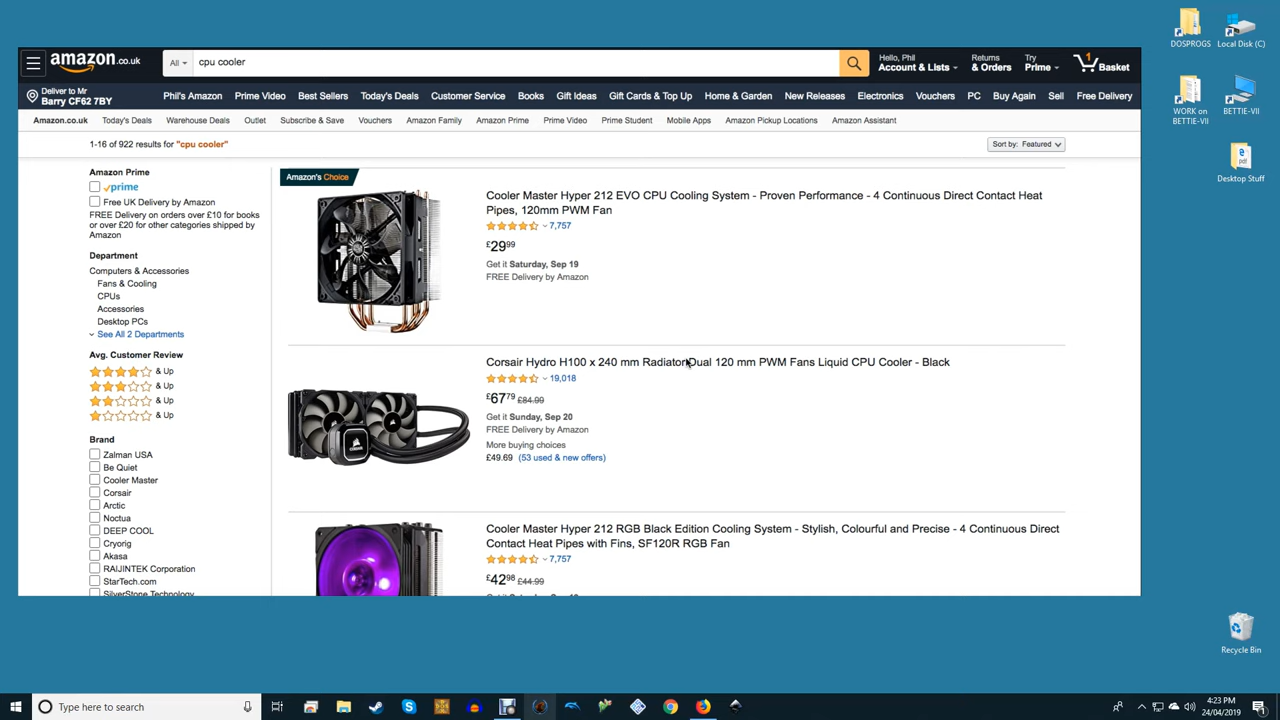 amazon.co.uk
All
cpu cooler
Hello, Phil
Account & Lists
Returns
& Orders
Try
Prime
1
Basket
Deliver to Mr
Barry CF62 7BY
Phil's Amazon
Prime Video
Best Sellers
Today's Deals
Customer Service
Books
Gift Ideas
Gift Cards & Top Up
Home & Garden
New Releases
Electronics
Vouchers
PC
Buy Again
Sell
Free Delivery
Amazon.co.uk
Today's Deals
Warehouse Deals
Outlet
Subscribe & Save
Vouchers
Amazon Family
Amazon Prime
Prime Video
Prime Student
Mobile Apps
Amazon Pickup Locations
Amazon Assistant
1-16 of 922 results for "cpu cooler"
Sort by: Featured
Amazon Prime
prime
Free UK Delivery by Amazon
FREE Delivery on orders over £10 for books
or over £20 for other categories shipped by
Amazon
Department
Computers & Accessories
Fans & Cooling
CPUs
Accessories
Desktop PCs
See All 2 Departments
Avg. Customer Review
& Up
& Up
& Up
& Up
Brand
Zalman USA
Be Quiet
Cooler Master
Corsair
Arctic
Noctua
DEEP COOL
Cryorig
Akasa
RAIJINTEK Corporation
StarTech.com
SilverStone Technology
Amazon's Choice
Cooler Master Hyper 212 EVO CPU Cooling System - Proven Performance - 4 Continuous Direct Contact Heat
Pipes, 120mm PWM Fan
7,757
£29.99
Get it Saturday, Sep 19
FREE Delivery by Amazon
Corsair Hydro H100 x 240 mm Radiator Dual 120 mm PWM Fans Liquid CPU Cooler - Black
19,018
£67.79 £84.99
Get it Sunday, Sep 20
FREE Delivery by Amazon
More buying choices
£49.69 (53 used & new offers)
Cooler Master Hyper 212 RGB Black Edition Cooling System - Stylish, Colourful and Precise - 4 Continuous Direct
Contact Heat Pipes with Fins, SF120R RGB Fan
7,757
£42.98 £44.99
DOSPROGS
Local Disk (C)
WORK on
BETTIE-VII
BETTIE-VII
pdf
Desktop Stuff
Recycle Bin
Type here to search
4:23 PM
24/04/2019
1